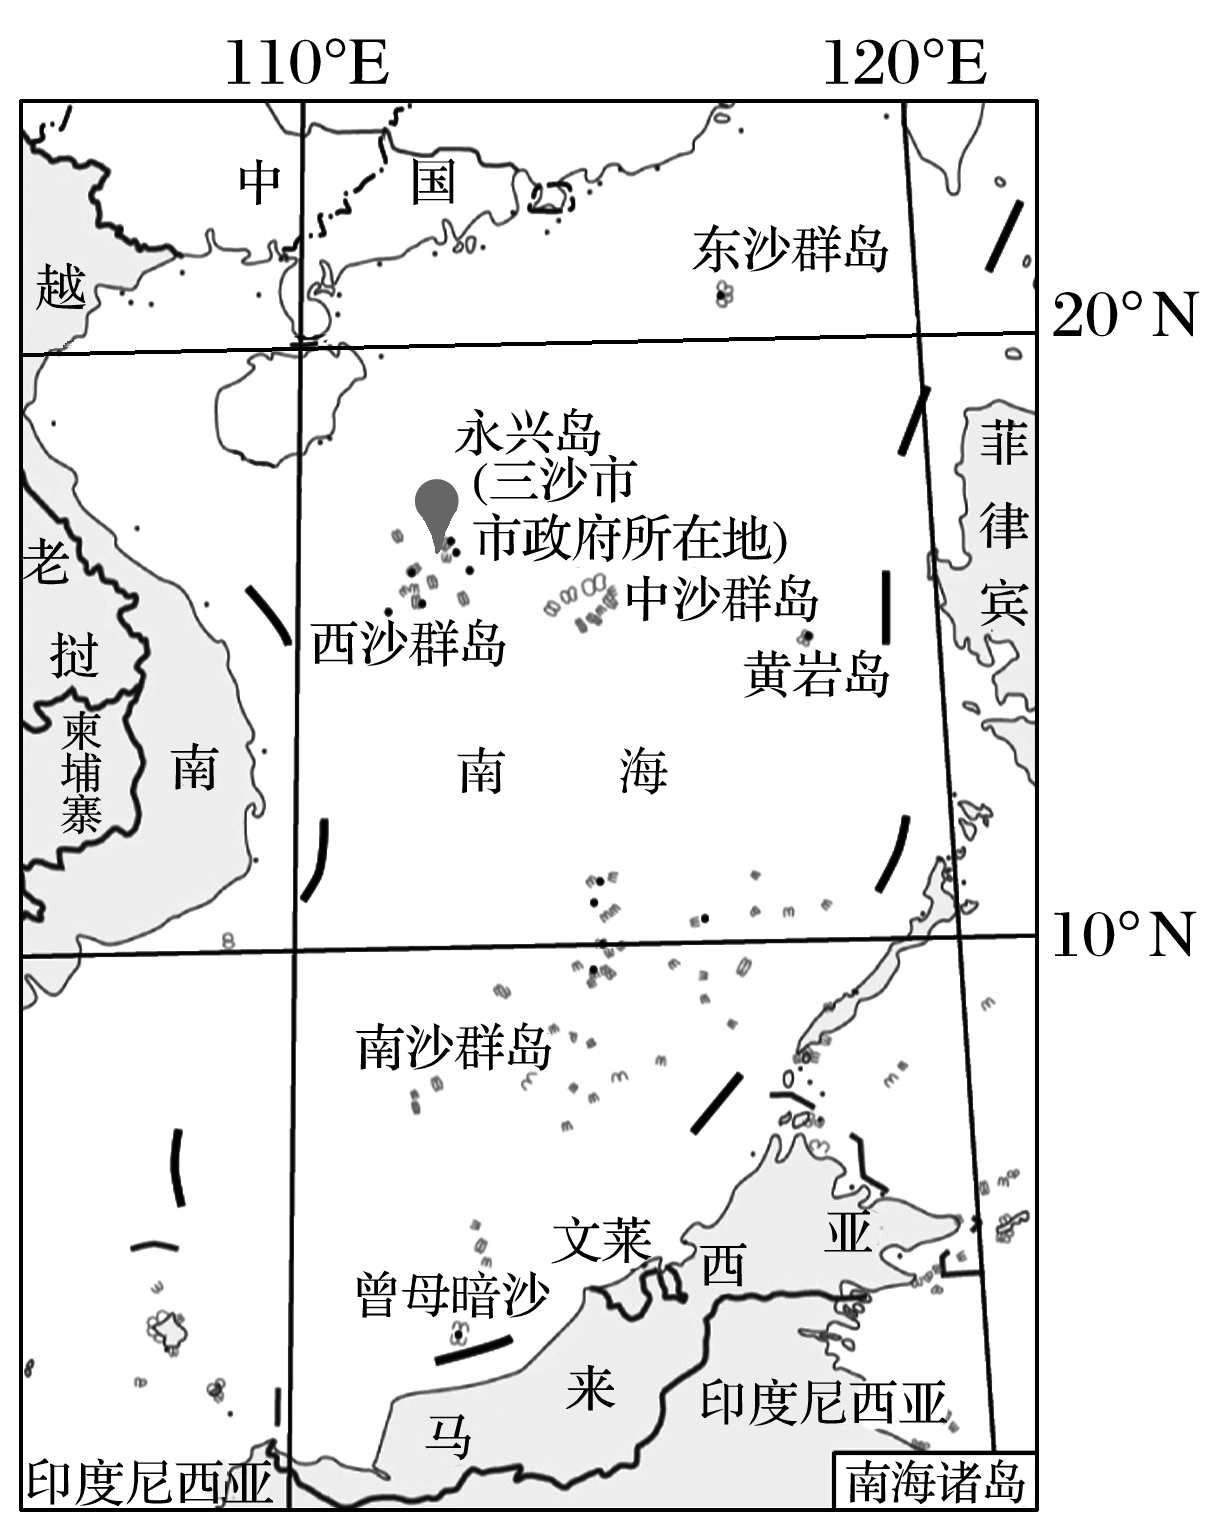 110°E
120°E
中
国
东沙群岛
越
20°N
永兴岛
(三沙市
市政府所在地)
菲
律
宾
老
挝
中沙群岛
西沙群岛
黄岩岛
柬
埔
寨
南
南
海
10°N
南沙群岛
文莱
西
亚
曾母暗沙
来
印度尼西亚
马
印度尼西亚
南海诸岛